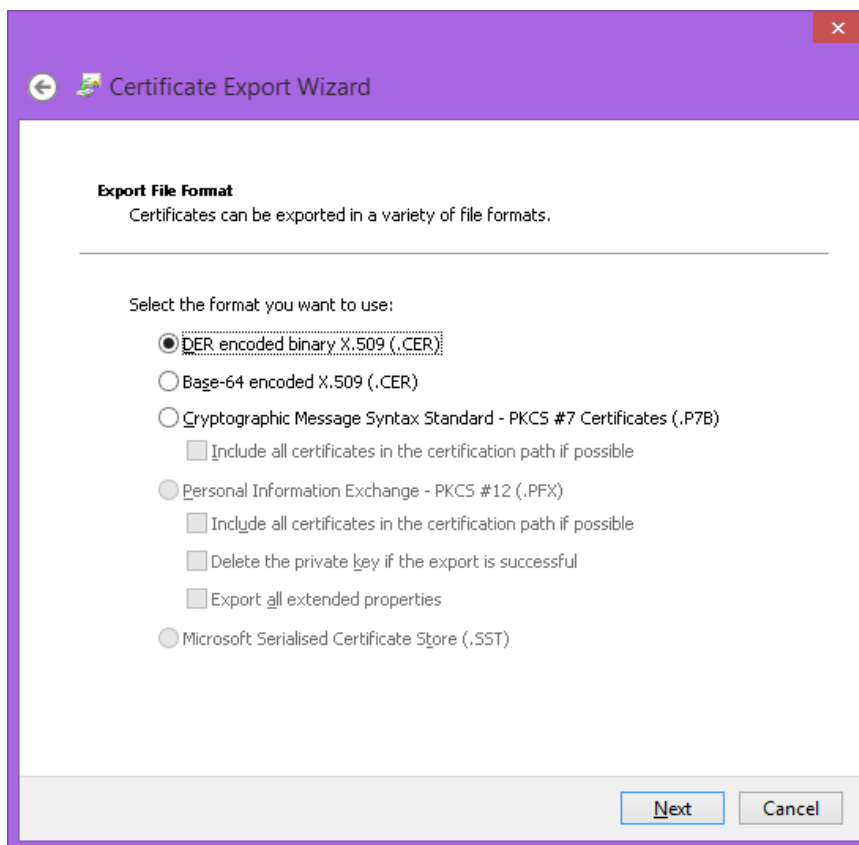 Certificate Export Wizard
Export File Format
Certificates can be exported in a variety of file formats.
Select the format you want to use:
DER encoded binary X.509 (.CER)
Base-64 encoded X.509 (.CER)
Cryptographic Message Syntax Standard - PKCS #7 Certificates (.P7B)
Include all certificates in the certification path if possible
Personal Information Exchange - PKCS #12 (.PFX)
Include all certificates in the certification path if possible
Delete the private key if the export is successful
Export all extended properties
Microsoft Serialised Certificate Store (.SST)
Next Cancel